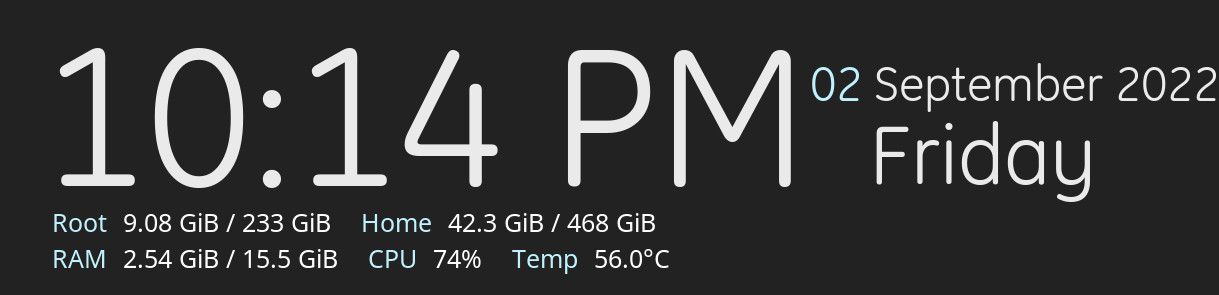 10:14 PM
02 September 2022
Friday
Root 9.08 GiB / 233 GiB Home 42.3 GiB / 468 GiB
RAM 2.54 GiB / 15.5 GiB CPU 74% Temp 56.0°C